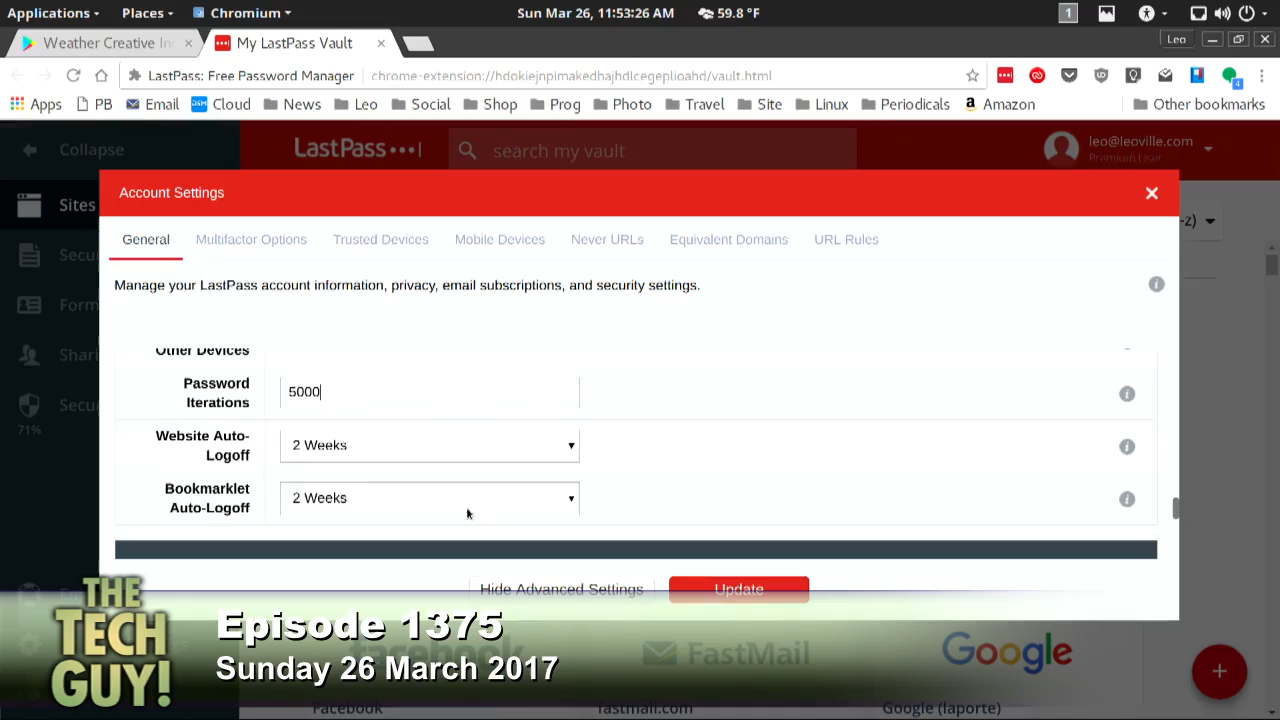 Applications Places Chromium Sun Mar 26, 11:53:26 AM 59.8 °F 1
Weather Creative In × My LastPass Vault × Leo
LastPass: Free Password Manager chrome-extension://hdokiejnpimakedhajhdlcegeplioahd/vault.html
Apps PB Email Cloud News Leo Social Shop Prog Photo Travel Site Linux Periodicals Amazon Other bookmarks
Collapse LastPass search my vault leo@leoville.com
Premium User
Account Settings
Sites
-z)
General Multifactor Options Trusted Devices Mobile Devices Never URLs Equivalent Domains URL Rules
Secu
Manage your LastPass account information, privacy, email subscriptions, and security settings.
Form
Other Devices
Shari
Password
Iterations
5000
Secu
71%
Website Auto-
Logoff
2 Weeks
Bookmarklet
Auto-Logoff
2 Weeks
Hide Advanced Settings Update
THE
TECH
GUY!
Episode 1375
Sunday 26 March 2017
facebook FastMail Google
Facebook fastmail.com Google (laporte)